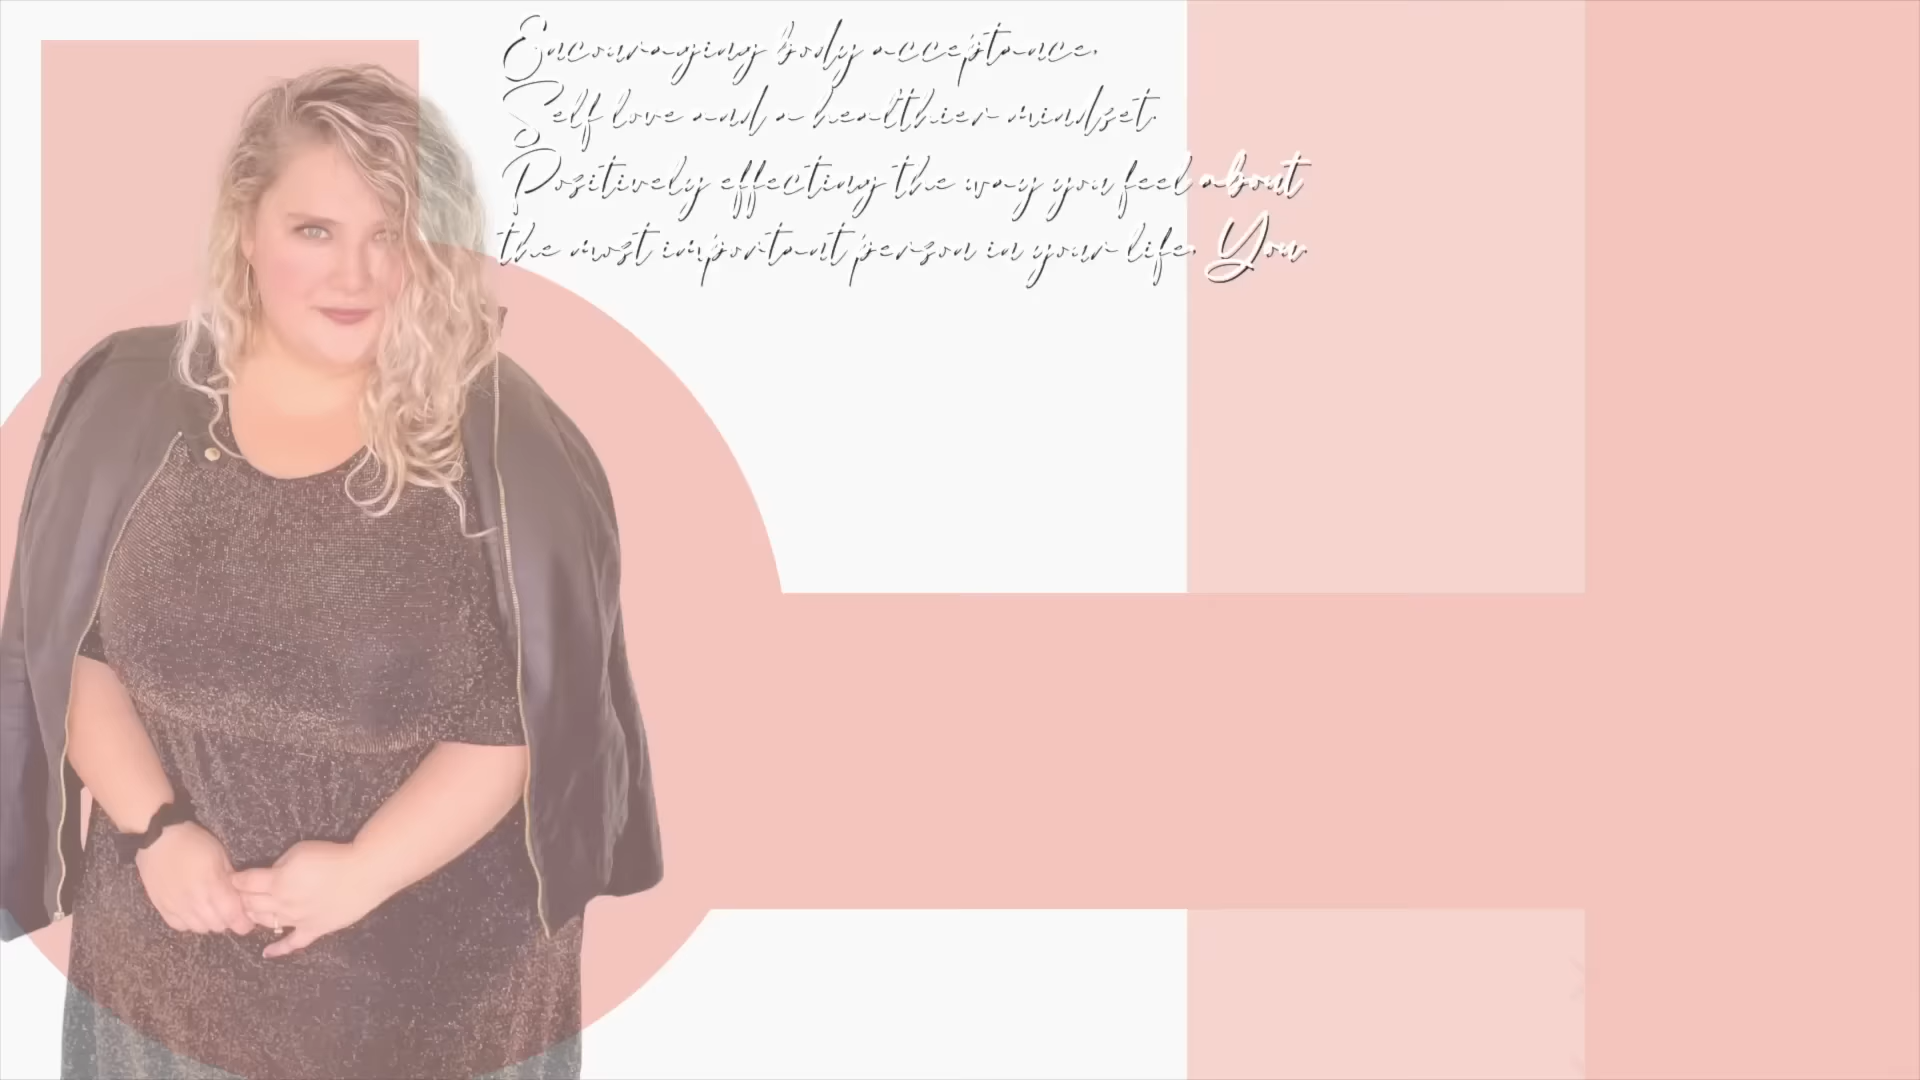 Encouraging body acceptance.
Self love and a healthier mindset.
Positively effecting the way you feel about
the most important person in your life. You.